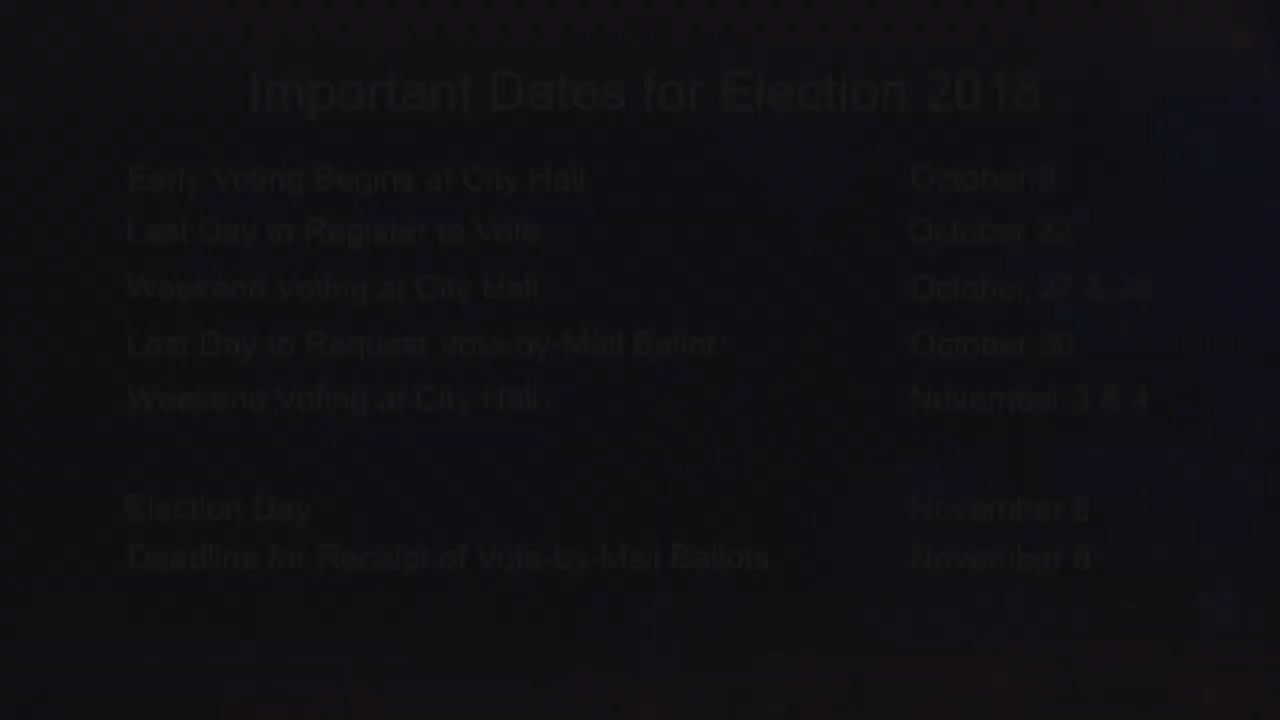 Important Dates for Election 2018
Early Voting Begins at City Hall October 9
Last Day to Register to Vote October 22
Weekend Voting at City Hall October 27 & 28
Last Day to Request Vote-by-Mail Ballot October 30
Weekend Voting at City Hall November 3 & 4
Election Day November 6
Deadline for Receipt of Vote-by-Mail Ballots November